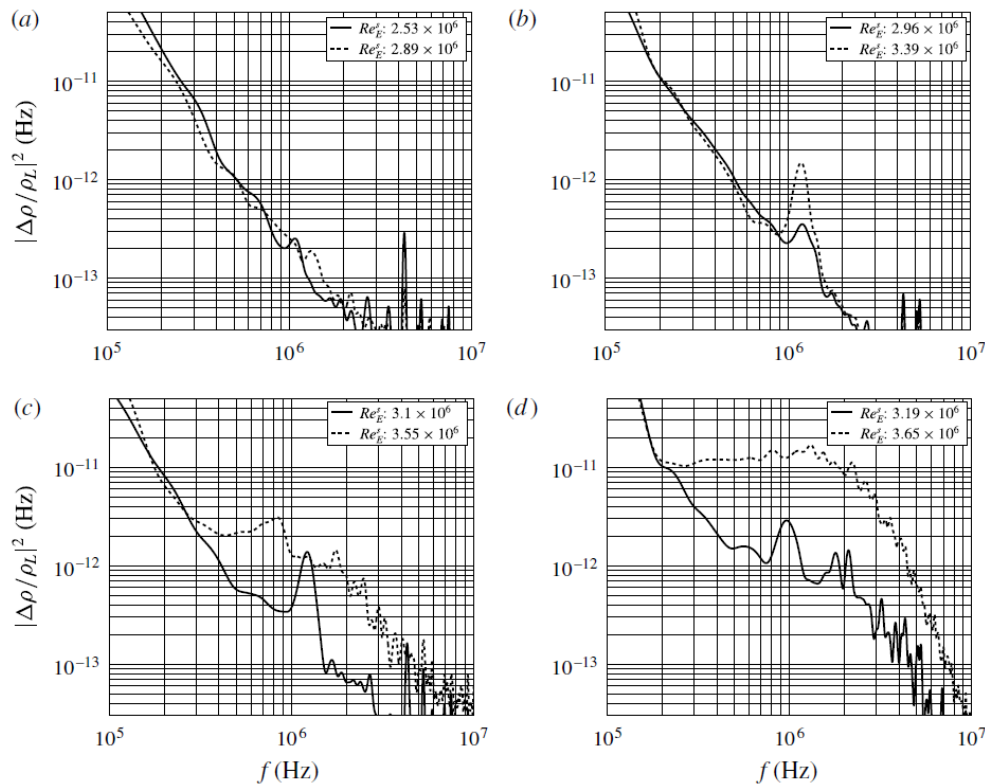 (a)
Re_E^s: 2.53 × 10^6
Re_E^s: 2.89 × 10^6
10^-11
10^-12
10^-13
|Δρ/ρ_L|^2 (Hz)
10^5
10^6
10^7
(b)
Re_E^s: 2.96 × 10^6
Re_E^s: 3.39 × 10^6
10^-11
10^-12
10^-13
10^5
10^6
10^7
(c)
Re_E^s: 3.1 × 10^6
Re_E^s: 3.55 × 10^6
10^-11
10^-12
10^-13
|Δρ/ρ_L|^2 (Hz)
10^5
10^6
10^7
f (Hz)
(d)
Re_E^s: 3.19 × 10^6
Re_E^s: 3.65 × 10^6
10^-11
10^-12
10^-13
10^5
10^6
10^7
f (Hz)